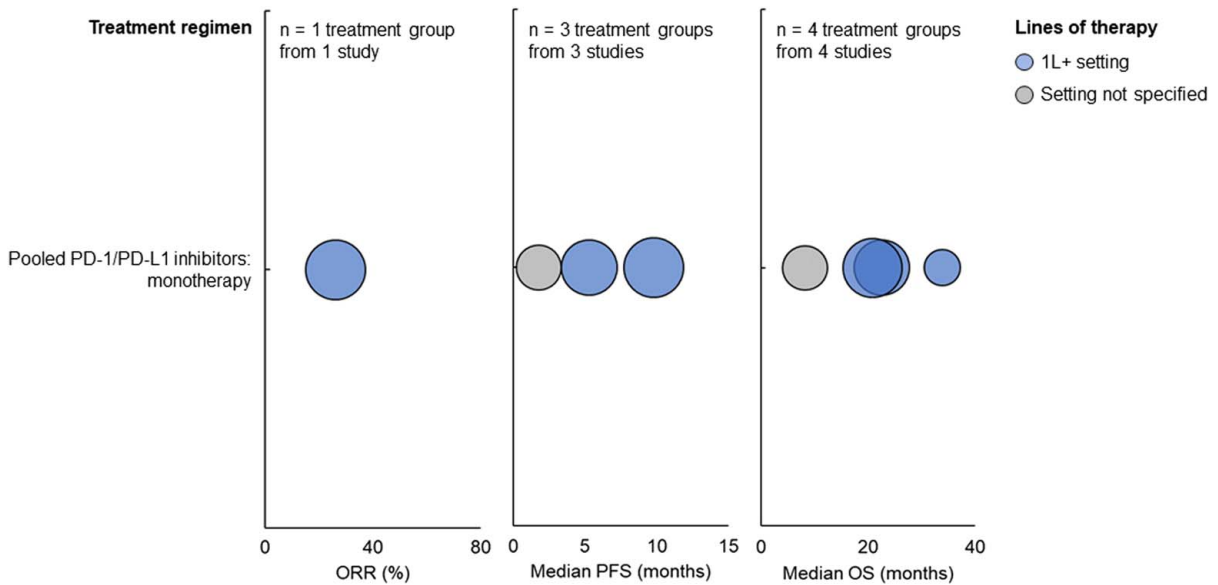 Treatment regimen
n = 1 treatment group
from 1 study
n = 3 treatment groups
from 3 studies
n = 4 treatment groups
from 4 studies
Lines of therapy
1L+ setting
Setting not specified
Pooled PD-1/PD-L1 inhibitors:
monotherapy
0 40 80
ORR (%)
0 5 10 15
Median PFS (months)
0 20 40
Median OS (months)